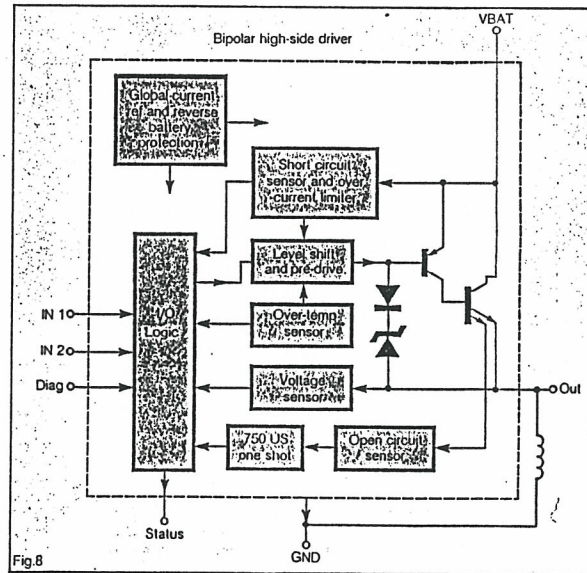 VBAT
Bipolar high-side driver
Global current
ref and reverse
battery
protection
Short circuit
sensor and over
current limiter
Level shift
and pre-drive
I/O
Logic
IN 1
IN 2
Diag
Over-temp
sensor
Voltage
sensor
Out
750 US
one shot
Open circuit
sensor
Status
GND
Fig.8